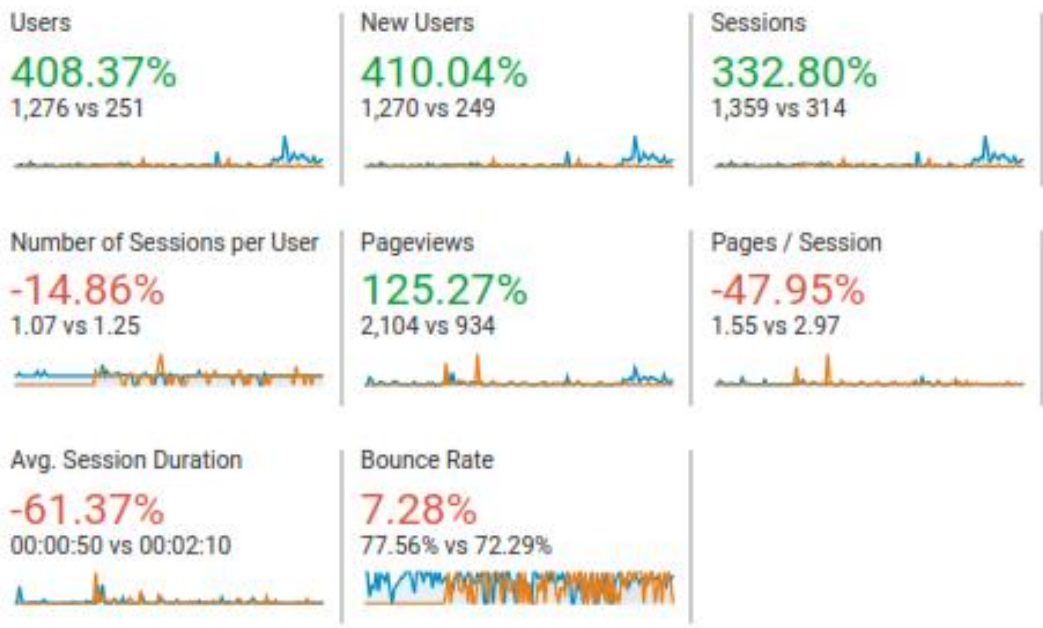 Users
408.37%
1,276 vs 251
New Users
410.04%
1,270 vs 249
Sessions
332.80%
1,359 vs 314
Number of Sessions per User
-14.86%
1.07 vs 1.25
Pageviews
125.27%
2,104 vs 934
Pages / Session
-47.95%
1.55 vs 2.97
Avg. Session Duration
-61.37%
00:00:50 vs 00:02:10
Bounce Rate
7.28%
77.56% vs 72.29%